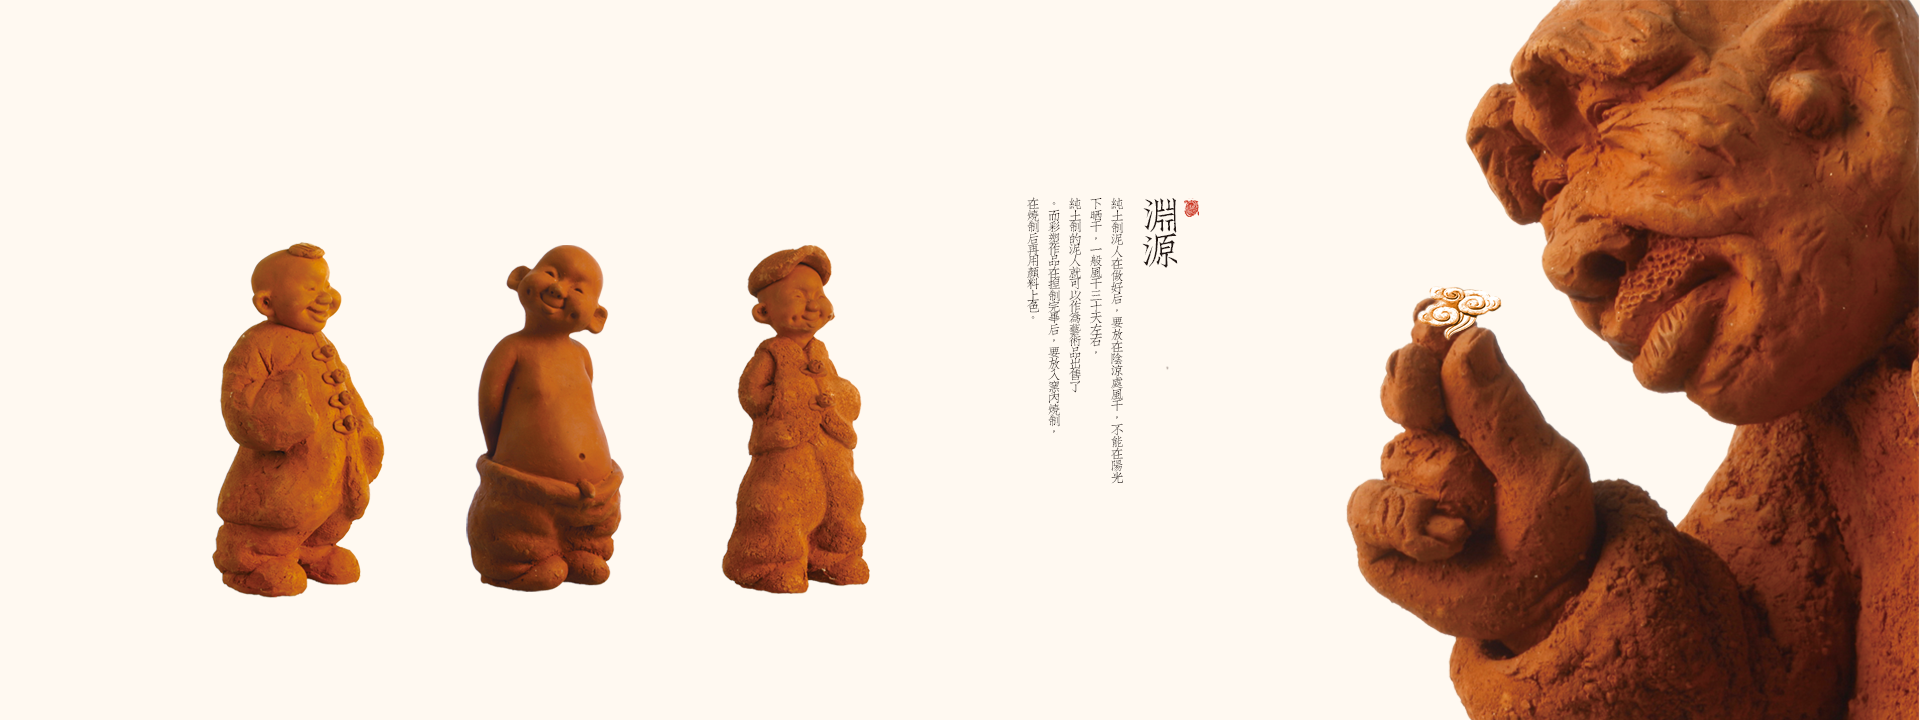 淵源
純土制泥人在做好后，要放在陰涼處風干，不能在陽光
下晒干，一般風干三十天左右，
純土制的泥人就可以作爲藝術品出售了
。而彩塑作品在捏制完畢后，要放入窯内燒制，
在燒制后再用顔料上色。